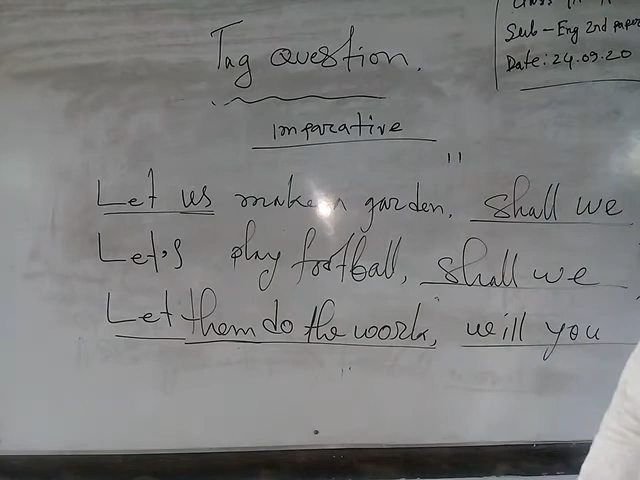 Sub - Eng 2nd paper
Date: 24.09.20
Tag Question.
imparative
Let us make a garden, shall we
Let's play football, shall we
Let them do the work, will you